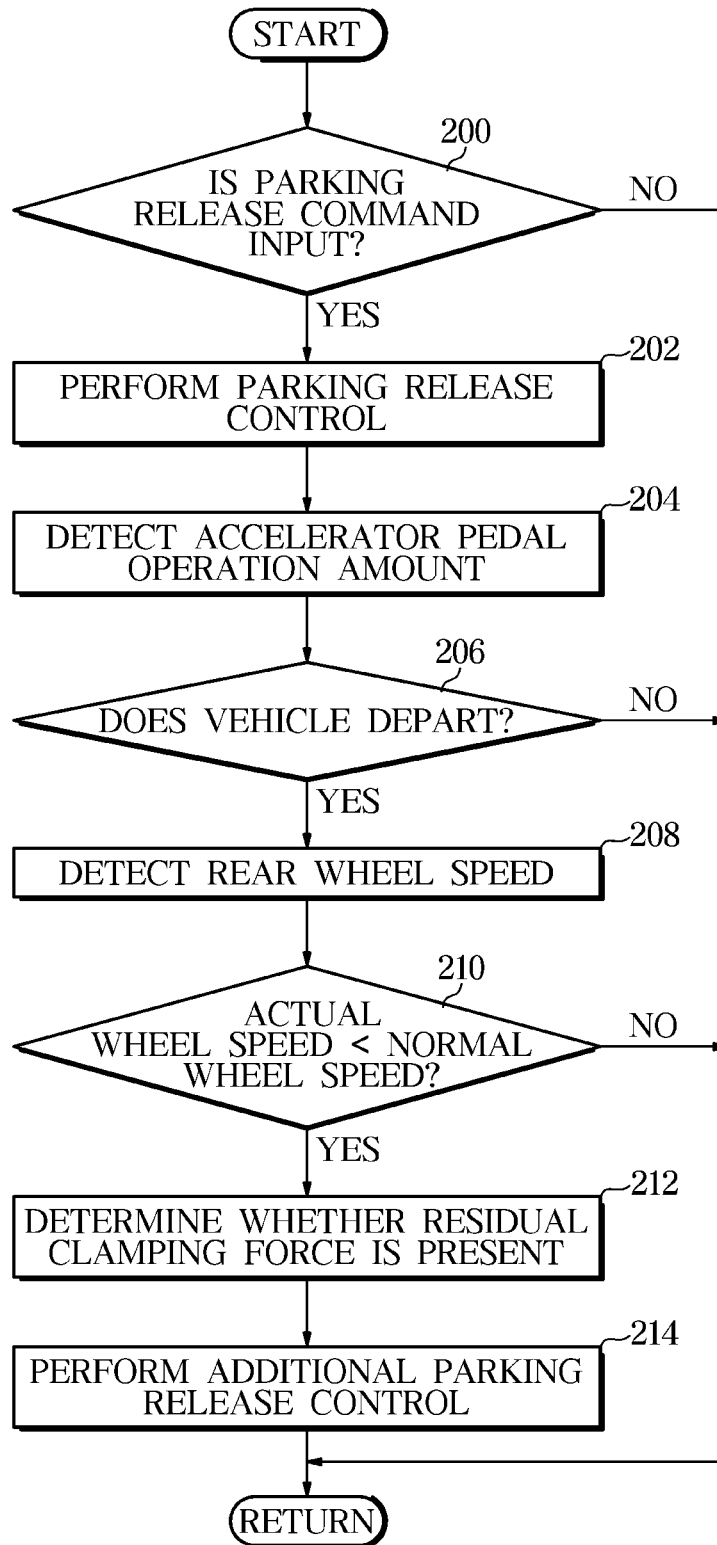 START
200
IS PARKING
RELEASE COMMAND
INPUT?
NO
YES
202
PERFORM PARKING RELEASE
CONTROL
204
DETECT ACCELERATOR PEDAL
OPERATION AMOUNT
206
DOES VEHICLE DEPART?
NO
YES
208
DETECT REAR WHEEL SPEED
210
ACTUAL
WHEEL SPEED < NORMAL
WHEEL SPEED?
NO
YES
212
DETERMINE WHETHER RESIDUAL
CLAMPING FORCE IS PRESENT
214
PERFORM ADDITIONAL PARKING
RELEASE CONTROL
RETURN